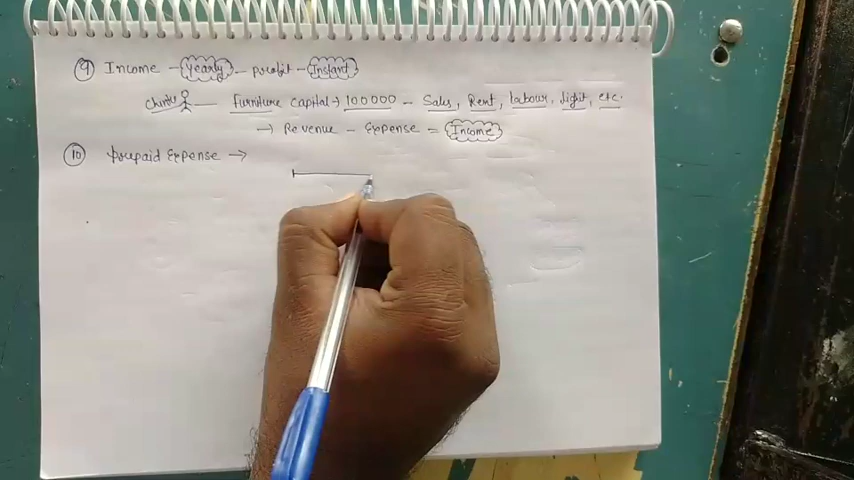 9 Income - Yearly - profit - Instant
Chintu - Furniture Capital → 100000 - Sales, Rent, labour, light, etc.
→ Revenue - Expense = Income
10 Prepaid Expense →